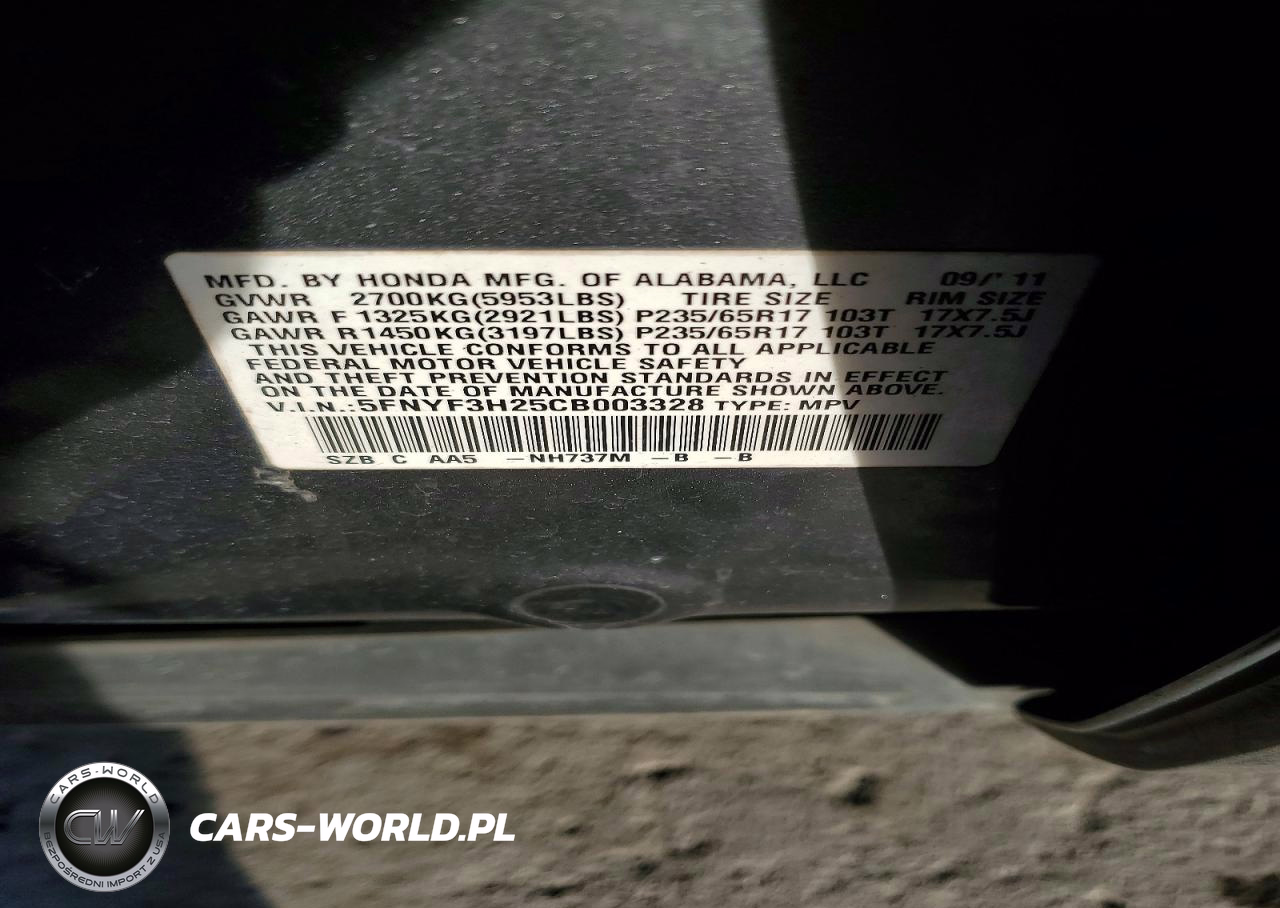 MFD. BY HONDA MFG. OF ALABAMA, LLC 09/' 11
GVWR 2700KG(5953LBS) TIRE SIZE RIM SIZE
GAWR F 1325KG(2921LBS) P235/65R17 103T 17X7.5J
GAWR R1450KG(3197LBS) P235/65R17 103T 17X7.5J
THIS VEHICLE CONFORMS TO ALL APPLICABLE
FEDERAL MOTOR VEHICLE SAFETY
AND THEFT PREVENTION STANDARDS IN EFFECT
ON THE DATE OF MANUFACTURE SHOWN ABOVE.
V.I.N.:5FNYF3H25CB003328 TYPE: MPV
SZB C AA5 -NH737M -B -B
CARS-WORLD
CW
BEZPOŚREDNI IMPORT Z USA
CARS-WORLD.PL